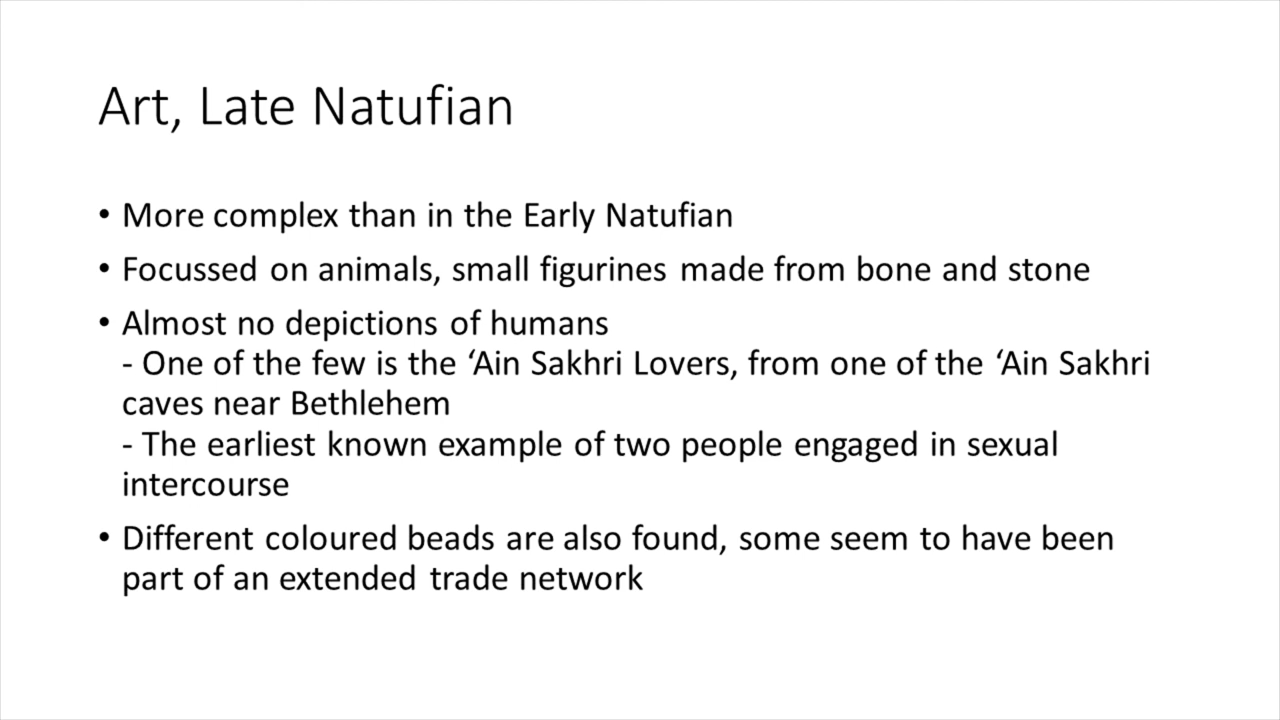 Art, Late Natufian
• More complex than in the Early Natufian
• Focussed on animals, small figurines made from bone and stone
• Almost no depictions of humans
- One of the few is the ‘Ain Sakhri Lovers, from one of the ‘Ain Sakhri
caves near Bethlehem
- The earliest known example of two people engaged in sexual
intercourse
• Different coloured beads are also found, some seem to have been
part of an extended trade network